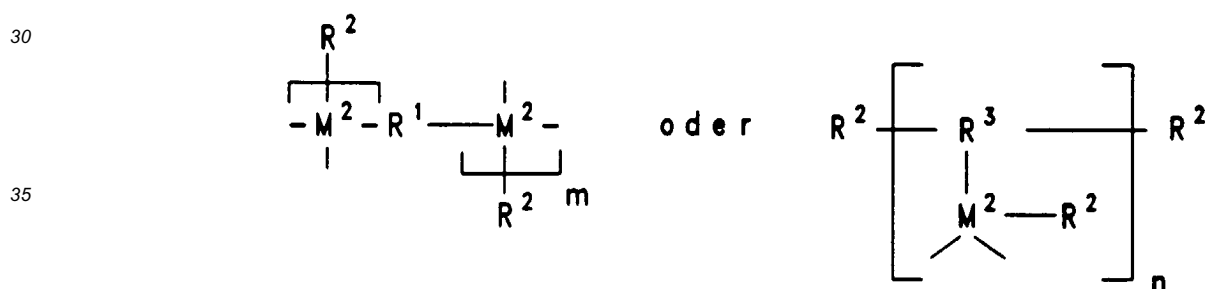 30
R²
- M² - R¹ — M² -
R² m
oder
R² — R³ — R²
M² — R²
n
35